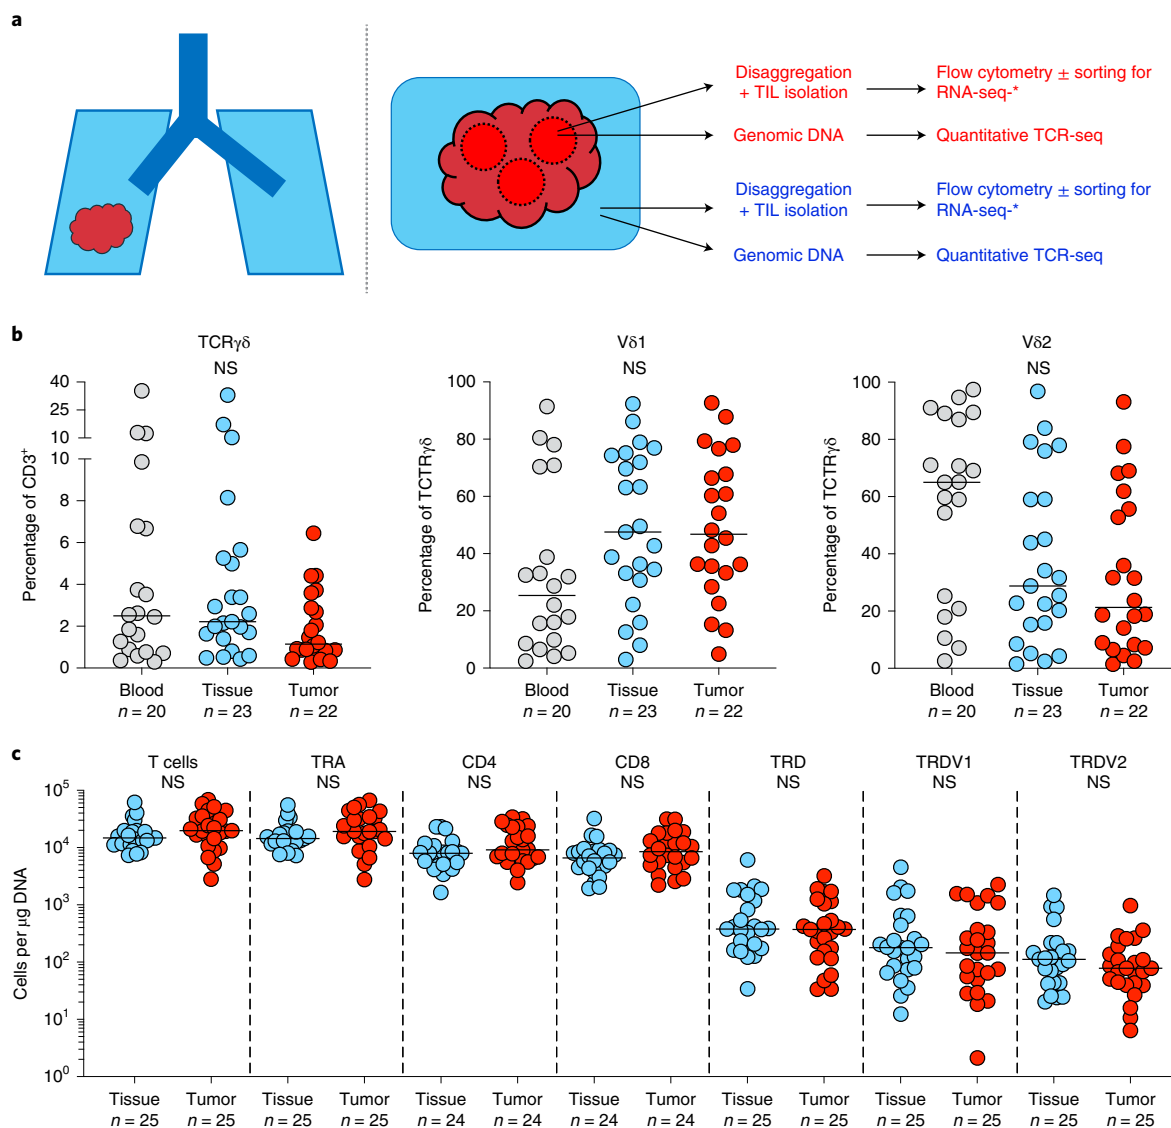 a
Disaggregation
+ TIL isolation
Flow cytometry ± sorting for
RNA-seq-*
Genomic DNA
Quantitative TCR-seq
Disaggregation
+ TIL isolation
Flow cytometry ± sorting for
RNA-seq-*
Genomic DNA
Quantitative TCR-seq
b
TCRγδ
NS
Percentage of CD3⁺
40
25
10
10
8
6
4
2
0
Blood
n = 20
Tissue
n = 23
Tumor
n = 22
Vδ1
NS
Percentage of TCTRγδ
100
80
60
40
20
0
Blood
n = 20
Tissue
n = 23
Tumor
n = 22
Vδ2
NS
Percentage of TCTRγδ
100
80
60
40
20
0
Blood
n = 20
Tissue
n = 23
Tumor
n = 22
c
T cells
NS
TRA
NS
CD4
NS
CD8
NS
TRD
NS
TRDV1
NS
TRDV2
NS
Cells per µg DNA
10⁵
10⁴
10³
10²
10¹
10⁰
Tissue
n = 25
Tumor
n = 25
Tissue
n = 25
Tumor
n = 25
Tissue
n = 24
Tumor
n = 24
Tissue
n = 24
Tumor
n = 24
Tissue
n = 25
Tumor
n = 25
Tissue
n = 25
Tumor
n = 25
Tissue
n = 25
Tumor
n = 25